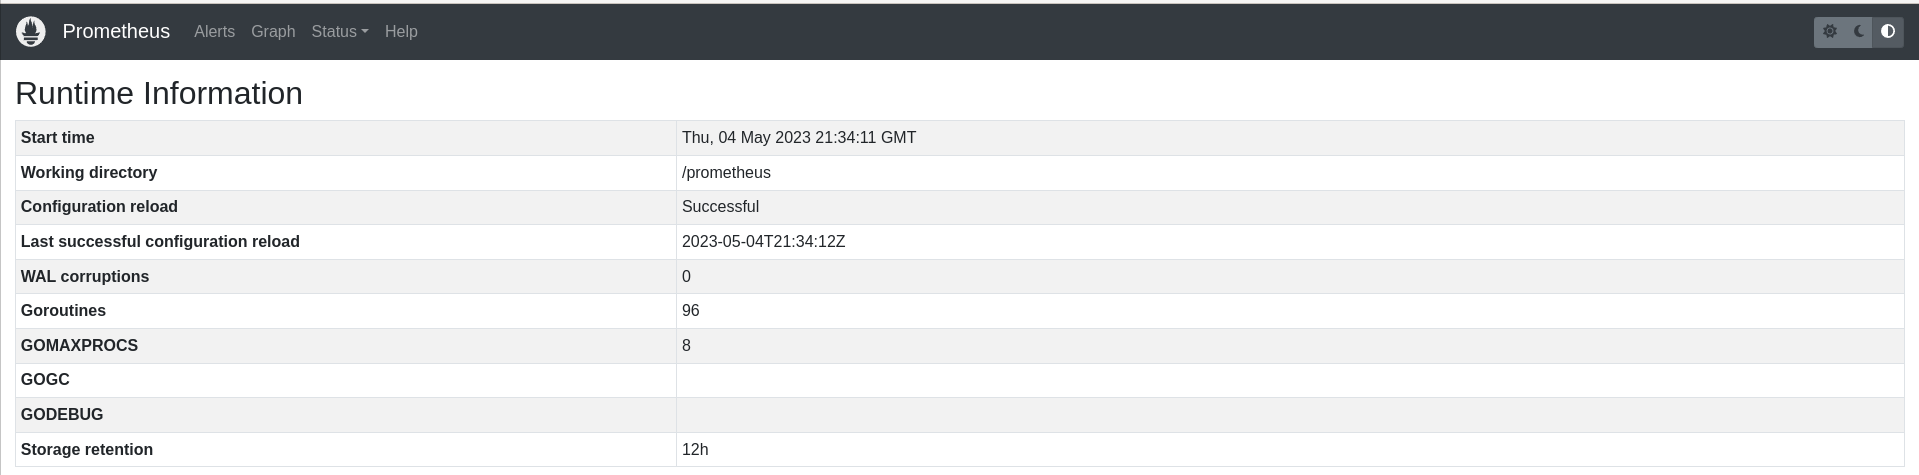 Prometheus Alerts Graph Status Help
Runtime Information
Start time Thu, 04 May 2023 21:34:11 GMT
Working directory /prometheus
Configuration reload Successful
Last successful configuration reload 2023-05-04T21:34:12Z
WAL corruptions 0
Goroutines 96
GOMAXPROCS 8
GOGC
GODEBUG
Storage retention 12h